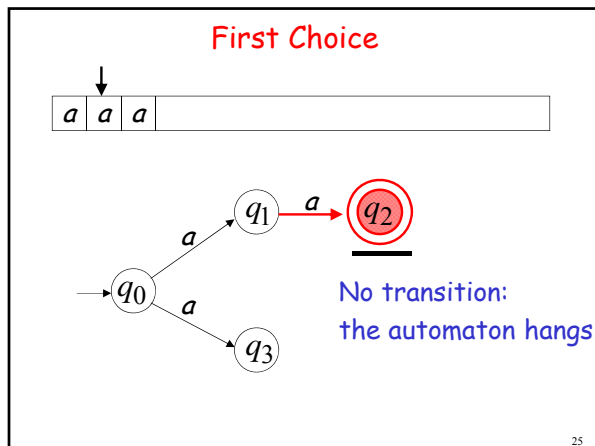 First Choice
a a a
q1 a q2
a
q0
No transition:
a
the automaton hangs
q3
25